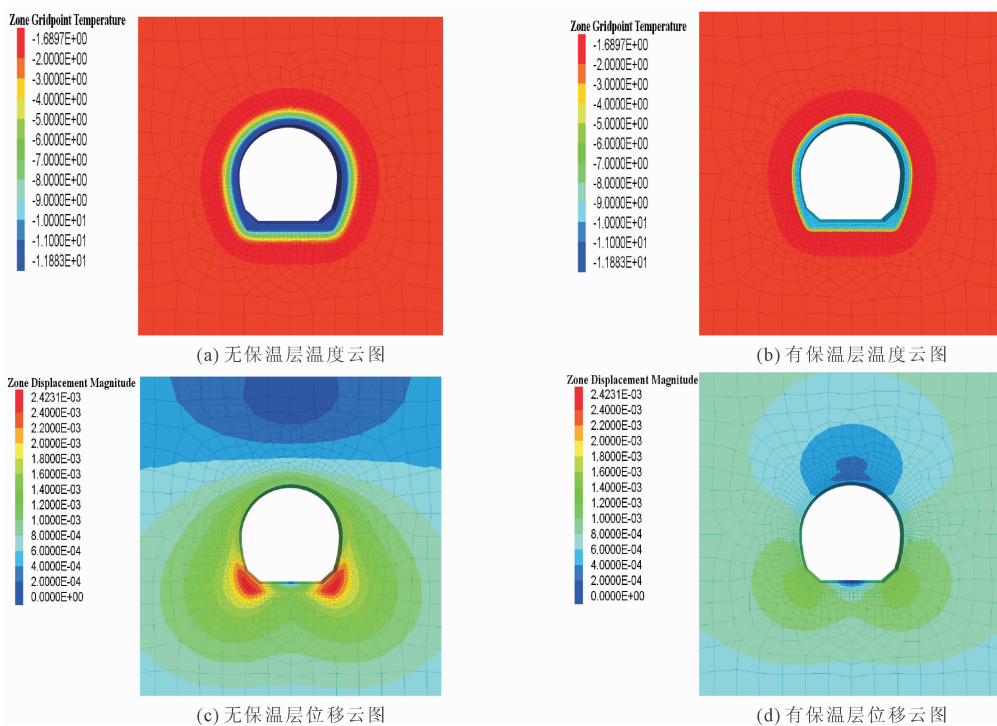 Zone Gridpoint Temperature
-1.6897E+00
-2.0000E+00
-3.0000E+00
-4.0000E+00
-5.0000E+00
-6.0000E+00
-7.0000E+00
-8.0000E+00
-9.0000E+00
-1.0000E+01
-1.1000E+01
-1.1883E+01
(a) 无保温层温度云图
Zone Gridpoint Temperature
-1.6897E+00
-2.0000E+00
-3.0000E+00
-4.0000E+00
-5.0000E+00
-6.0000E+00
-7.0000E+00
-8.0000E+00
-9.0000E+00
-1.0000E+01
-1.1000E+01
-1.1883E+01
(b) 有保温层温度云图
Zone Displacement Magnitude
2.4231E-03
2.4000E-03
2.2000E-03
2.0000E-03
1.8000E-03
1.6000E-03
1.4000E-03
1.2000E-03
1.0000E-03
8.0000E-04
6.0000E-04
4.0000E-04
2.0000E-04
0.0000E+00
(c) 无保温层位移云图
Zone Displacement Magnitude
2.4231E-03
2.4000E-03
2.2000E-03
2.0000E-03
1.8000E-03
1.6000E-03
1.4000E-03
1.2000E-03
1.0000E-03
8.0000E-04
6.0000E-04
4.0000E-04
2.0000E-04
0.0000E+00
(d) 有保温层位移云图